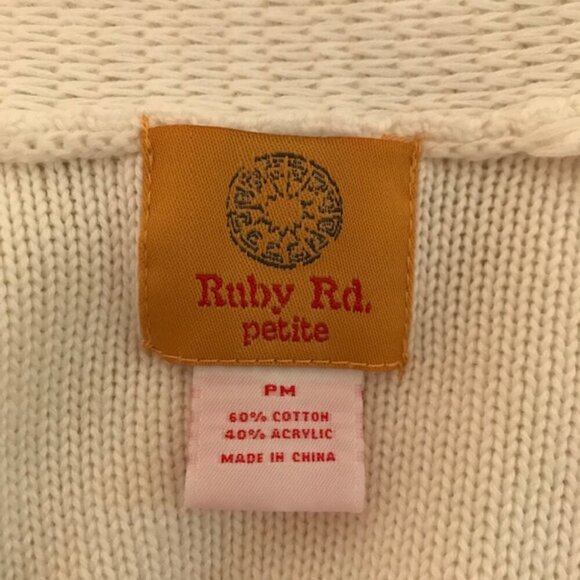 Ruby Rd.
petite
PM
60% COTTON
40% ACRYLIC
MADE IN CHINA